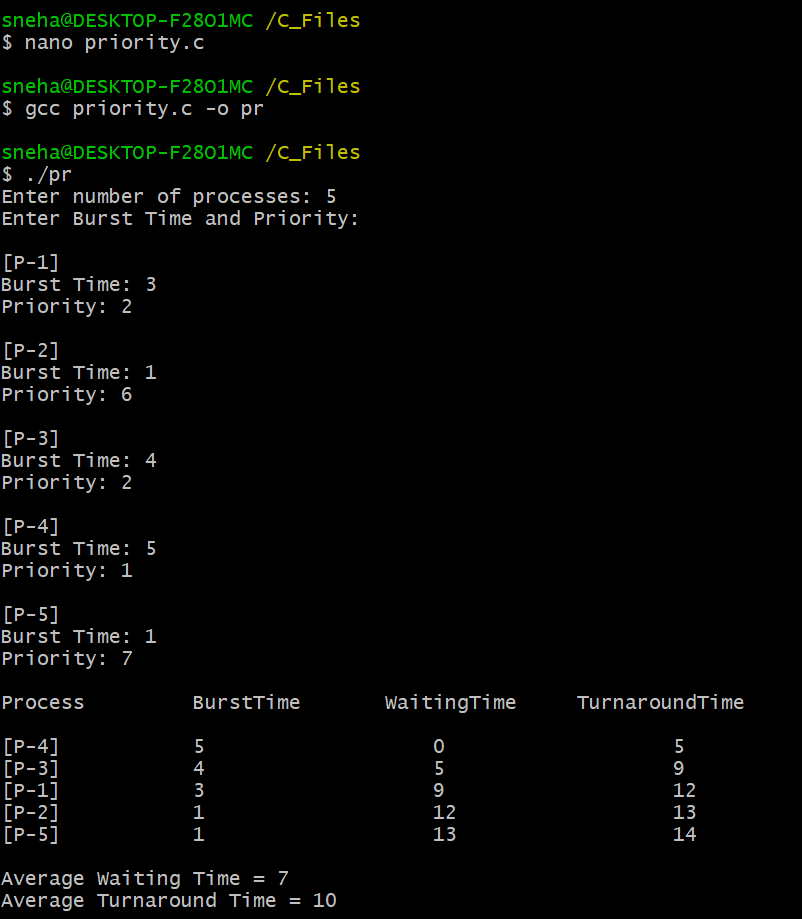 sneha@DESKTOP-F28O1MC /C_Files
$ nano priority.c
sneha@DESKTOP-F28O1MC /C_Files
$ gcc priority.c -o pr
sneha@DESKTOP-F28O1MC /C_Files
$ ./pr
Enter number of processes: 5
Enter Burst Time and Priority:
[P-1]
Burst Time: 3
Priority: 2
[P-2]
Burst Time: 1
Priority: 6
[P-3]
Burst Time: 4
Priority: 2
[P-4]
Burst Time: 5
Priority: 1
[P-5]
Burst Time: 1
Priority: 7
Process BurstTime WaitingTime TurnaroundTime
[P-4] 5 0 5
[P-3] 4 5 9
[P-1] 3 9 12
[P-2] 1 12 13
[P-5] 1 13 14
Average Waiting Time = 7
Average Turnaround Time = 10